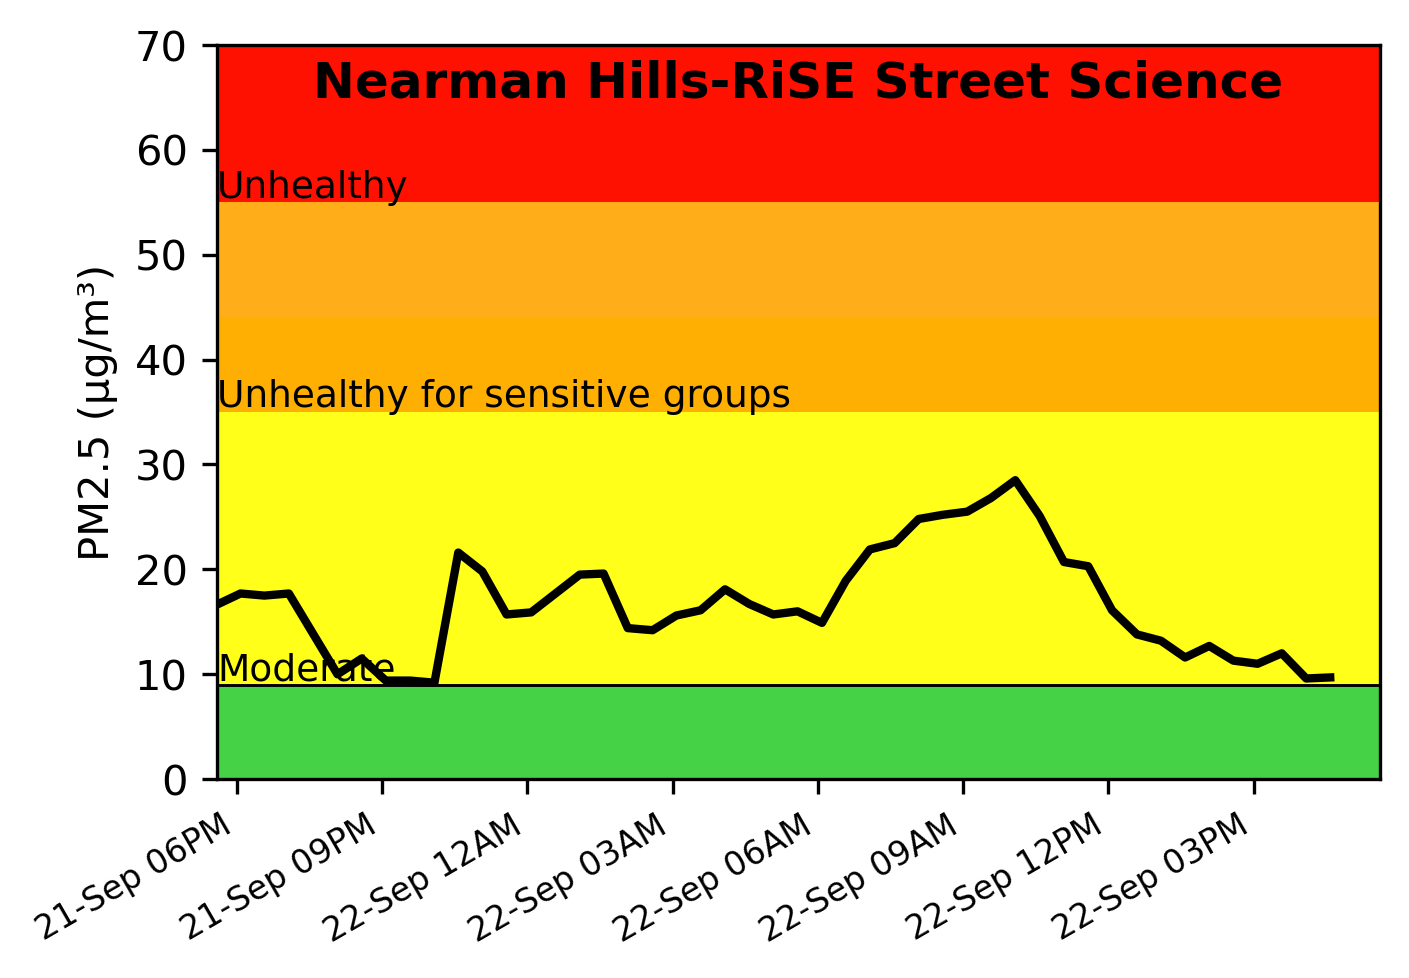 Nearman Hills-RiSE Street Science
70
60
Unhealthy
50
40
Unhealthy for sensitive groups
30
20
Moderate
10
0
PM2.5 (µg/m³)
21-Sep 06PM
21-Sep 09PM
22-Sep 12AM
22-Sep 03AM
22-Sep 06AM
22-Sep 09AM
22-Sep 12PM
22-Sep 03PM